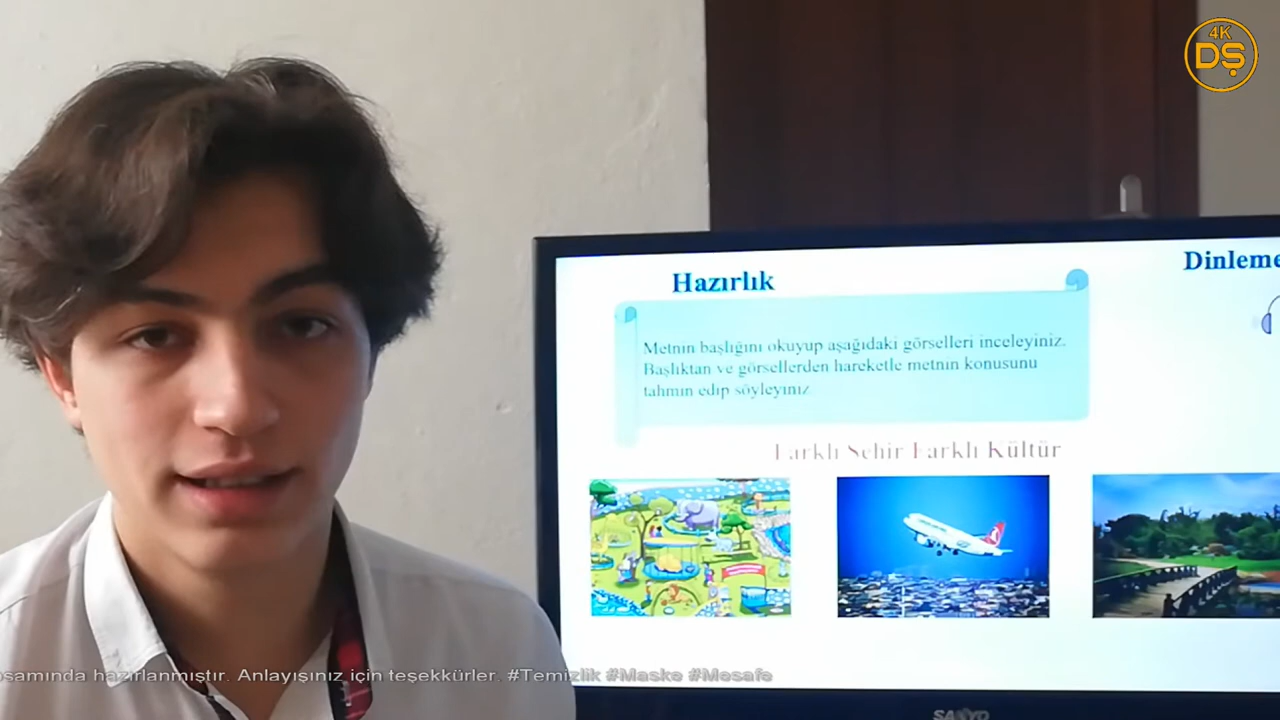 4K
DŞ
Hazırlık
Dinleme
Metnin başlığını okuyup aşağıdaki görselleri inceleyiniz.
Başlıktan ve görsellerden hareketle metnin konusunu
tahmin edip söyleyiniz
Farklı Şehir Farklı Kültür
hazırlanmıştır. Anlayışınız için teşekkürler. #Temizlik #Maske #Mesafe
SANYO